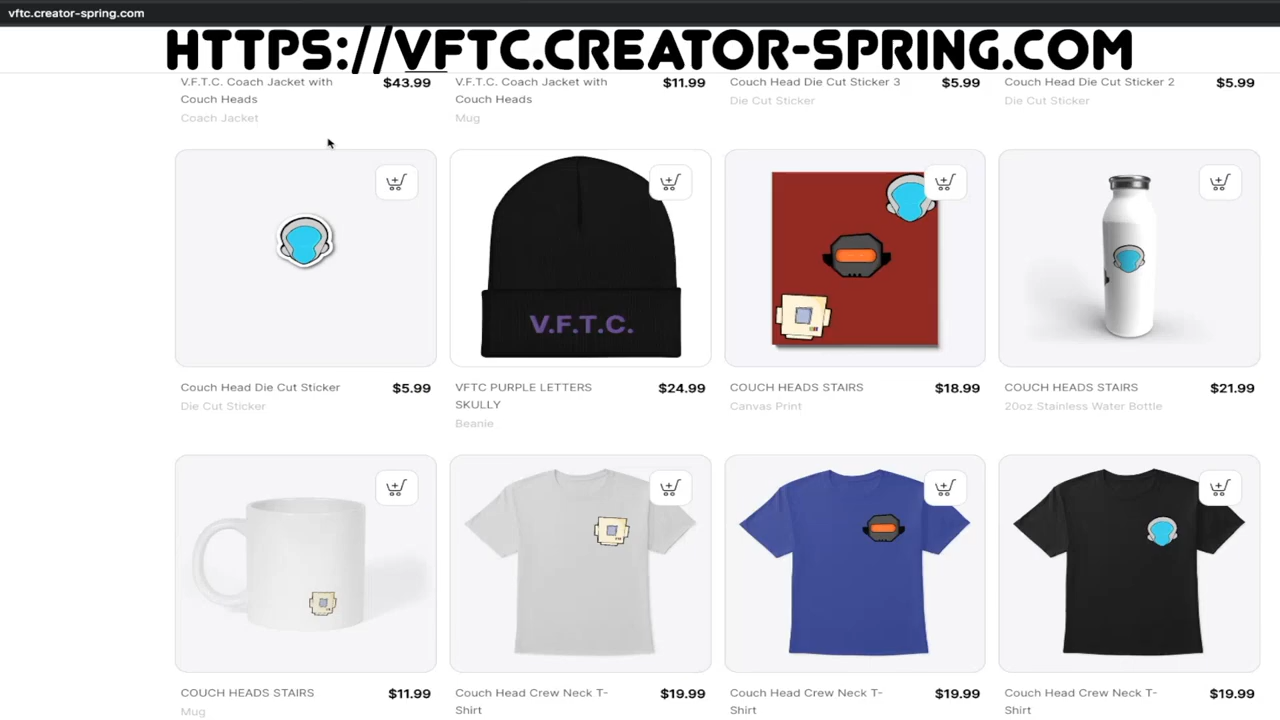 vftc.creator-spring.com
HTTPS://VFTC.CREATOR-SPRING.COM
V.F.T.C. Coach Jacket with
Couch Heads
$43.99
Coach Jacket
V.F.T.C. Coach Jacket with
Couch Heads
$11.99
Mug
Couch Head Die Cut Sticker 3
$5.99
Die Cut Sticker
Couch Head Die Cut Sticker 2
$5.99
Die Cut Sticker
V.F.T.C.
Couch Head Die Cut Sticker
$5.99
Die Cut Sticker
VFTC PURPLE LETTERS
SKULLY
$24.99
Beanie
COUCH HEADS STAIRS
$18.99
Canvas Print
COUCH HEADS STAIRS
$21.99
20oz Stainless Water Bottle
COUCH HEADS STAIRS
$11.99
Mug
Couch Head Crew Neck T-
Shirt
$19.99
Couch Head Crew Neck T-
Shirt
$19.99
Couch Head Crew Neck T-
Shirt
$19.99